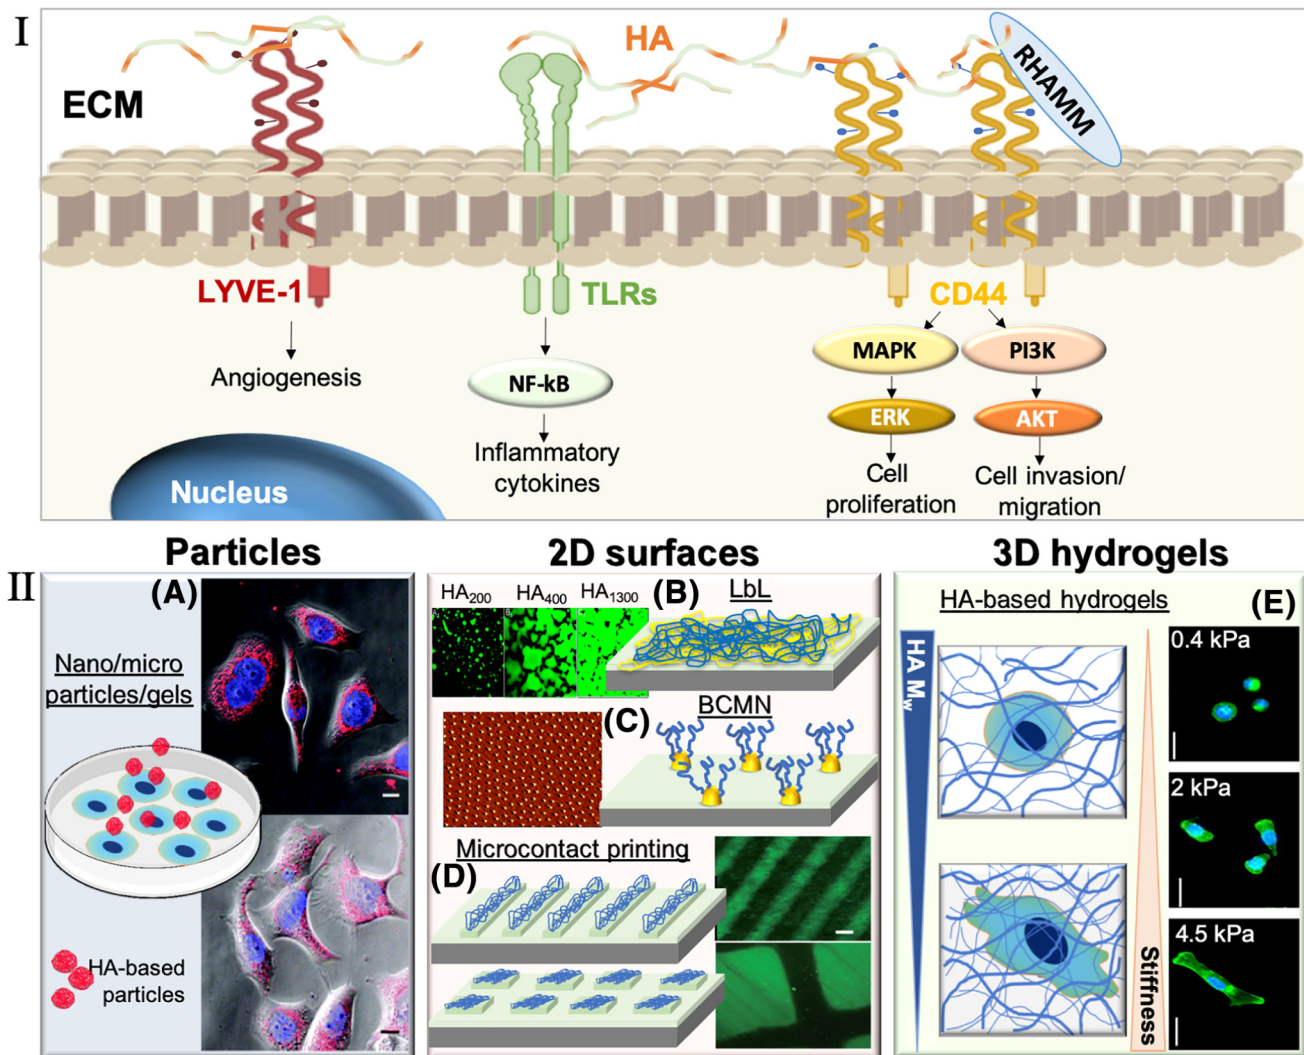 I
HA
RHAMM
ECM
LYVE-1
TLRs
CD44
MAPK
PI3K
Angiogenesis
NF-kB
ERK
AKT
Inflammatory
cytokines
Cell
proliferation
Cell invasion/
migration
Nucleus
II
Particles
2D surfaces
3D hydrogels
(A)
Nano/micro
particles/gels
HA-based
particles
HA200
HA400
HA1300
(B)
LbL
(C)
BCMN
Microcontact printing
(D)
HA-based hydrogels
(E)
HA Mw
0.4 kPa
2 kPa
4.5 kPa
Stiffness